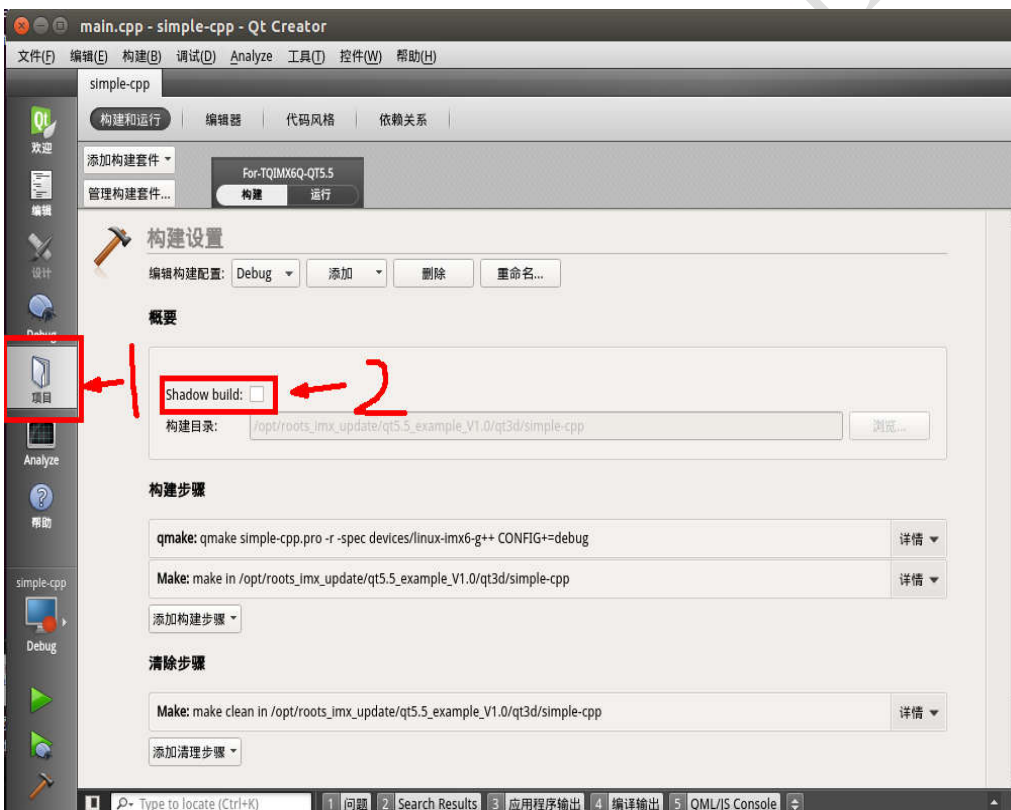 main.cpp - simple-cpp - Qt Creator
文件(F) 编辑(E) 构建(B) 调试(D) Analyze 工具(T) 控件(W) 帮助(H)
simple-cpp
构建和运行 编辑器 代码风格 依赖关系
Qt
欢迎
添加构建套件
管理构建套件...
For-TQIMX6Q-QT5.5
构建 运行
编辑
构建设置
设计
编辑构建配置: Debug 添加 删除 重命名...
概要
Debug
项目
1
Shadow build:
2
构建目录: /opt/roots_imx_update/qt5.5_example_V1.0/qt3d/simple-cpp 浏览...
Analyze
构建步骤
帮助
qmake: qmake simple-cpp.pro -r -spec devices/linux-imx6-g++ CONFIG+=debug 详情
Make: make in /opt/roots_imx_update/qt5.5_example_V1.0/qt3d/simple-cpp 详情
simple-cpp
添加构建步骤
Debug
清除步骤
Make: make clean in /opt/roots_imx_update/qt5.5_example_V1.0/qt3d/simple-cpp 详情
添加清理步骤
Type to locate (Ctrl+K) 1 问题 2 Search Results 3 应用程序输出 4 编译输出 5 QML/JS Console